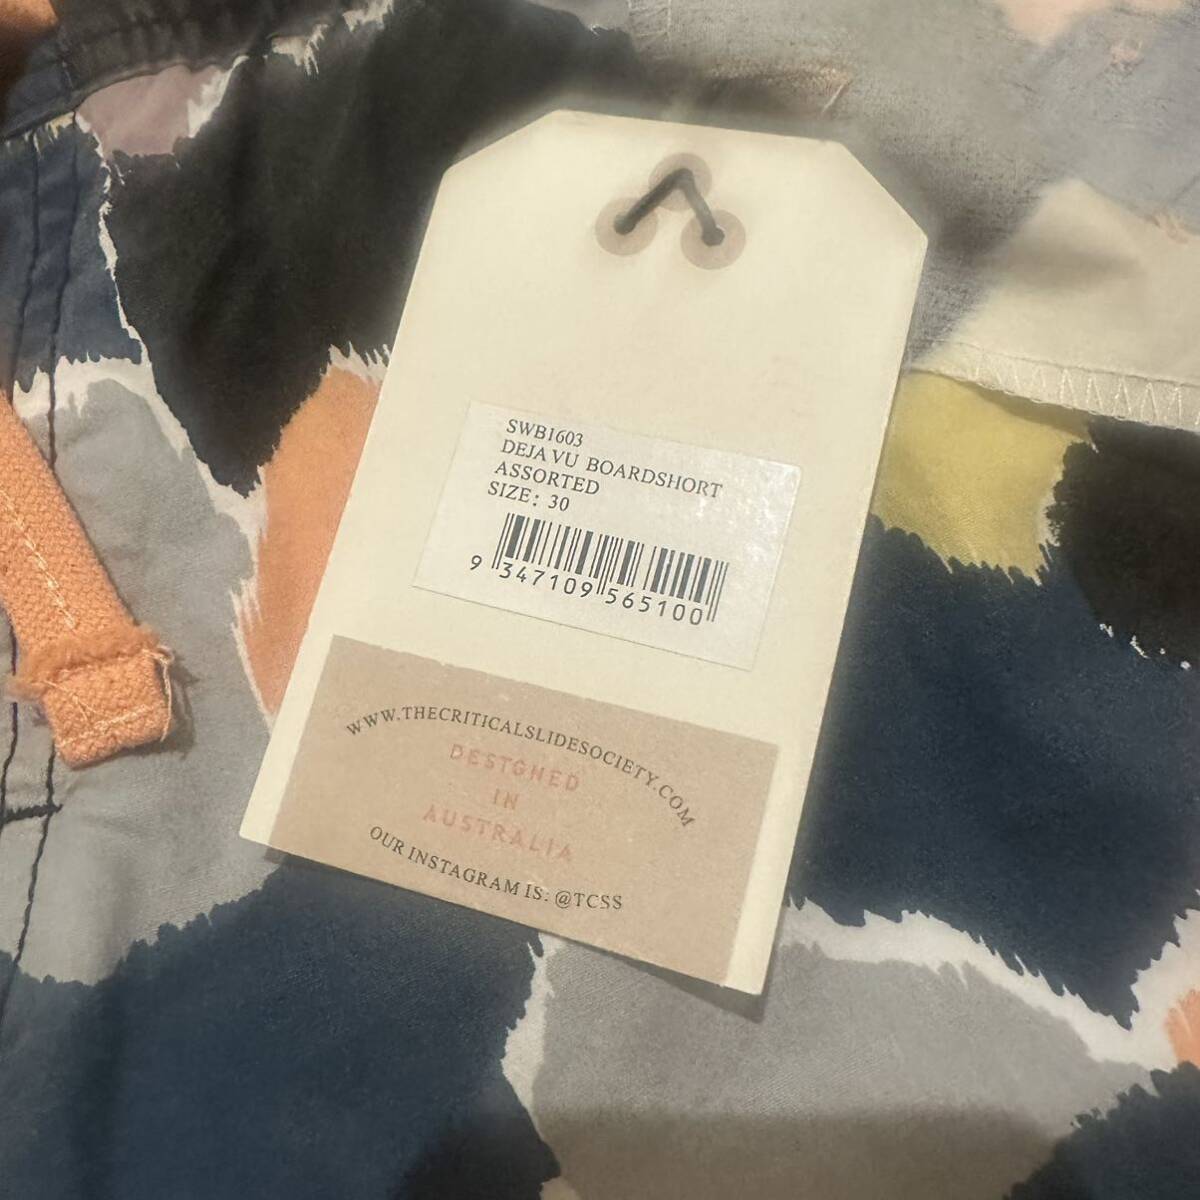 SWB1603
DEJA VU BOARDSHORT
ASSORTED
SIZE: 30
9 347109 565100
WWW.THECRITICALSLIDESOCIETY.COM
DESIGNED
IN
AUSTRALIA
OUR INSTAGRAM IS: @TCSS